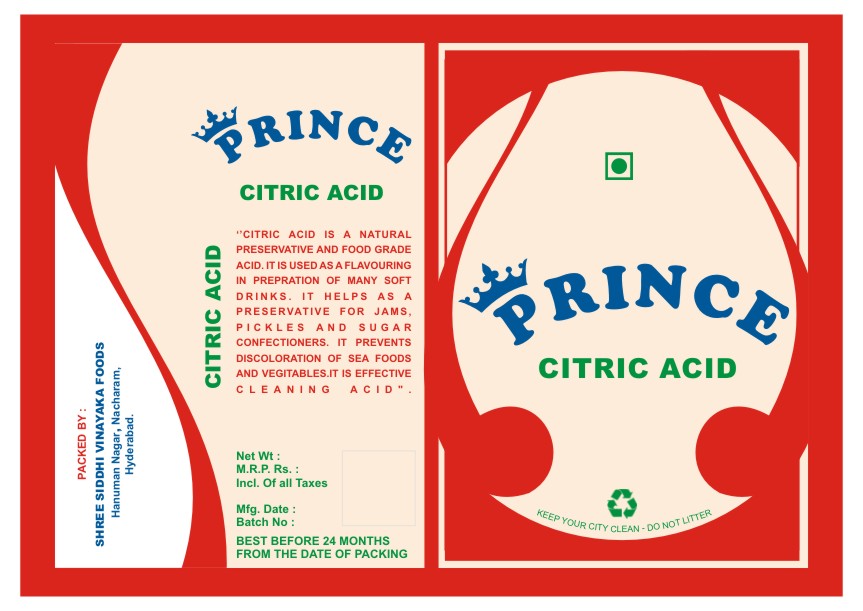 PRINCE
CITRIC ACID
CITRIC ACID
‘’CITRIC ACID IS A NATURAL
PRESERVATIVE AND FOOD GRADE
ACID. IT IS USED AS A FLAVOURING
IN PREPRATION OF MANY SOFT
DRINKS. IT HELPS AS A
PRESERVATIVE FOR JAMS,
PICKLES AND SUGAR
CONFECTIONERS. IT PREVENTS
DISCOLORATION OF SEA FOODS
AND VEGITABLES.IT IS EFFECTIVE
CLEANING ACID".
PACKED BY :
SHREE SIDDHI VINAYAKA FOODS
Hanuman Nagar, Nacharam,
Hyderabad.
Net Wt :
M.R.P. Rs. :
Incl. Of all Taxes
Mfg. Date :
Batch No :
BEST BEFORE 24 MONTHS
FROM THE DATE OF PACKING
PRINCE
CITRIC ACID
KEEP YOUR CITY CLEAN - DO NOT LITTER